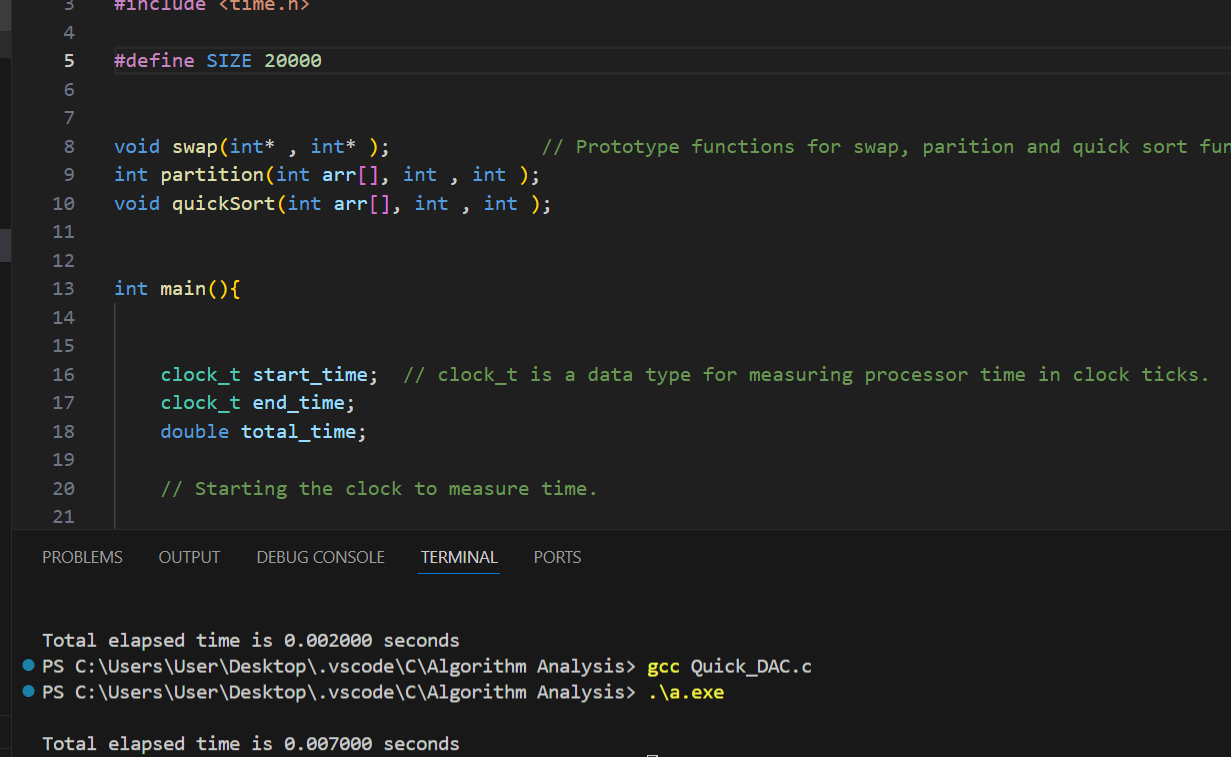 3 #include <time.h>
4
5 #define SIZE 20000
6
7
8 void swap(int* , int* ); // Prototype functions for swap, parition and quick sort fun
9 int partition(int arr[], int , int );
10 void quickSort(int arr[], int , int );
11
12
13 int main(){
14
15
16 clock_t start_time; // clock_t is a data type for measuring processor time in clock ticks.
17 clock_t end_time;
18 double total_time;
19
20 // Starting the clock to measure time.
21
PROBLEMS OUTPUT DEBUG CONSOLE TERMINAL PORTS
Total elapsed time is 0.002000 seconds
PS C:\Users\User\Desktop\.vscode\C\Algorithm Analysis> gcc Quick_DAC.c
PS C:\Users\User\Desktop\.vscode\C\Algorithm Analysis> .\a.exe
Total elapsed time is 0.007000 seconds